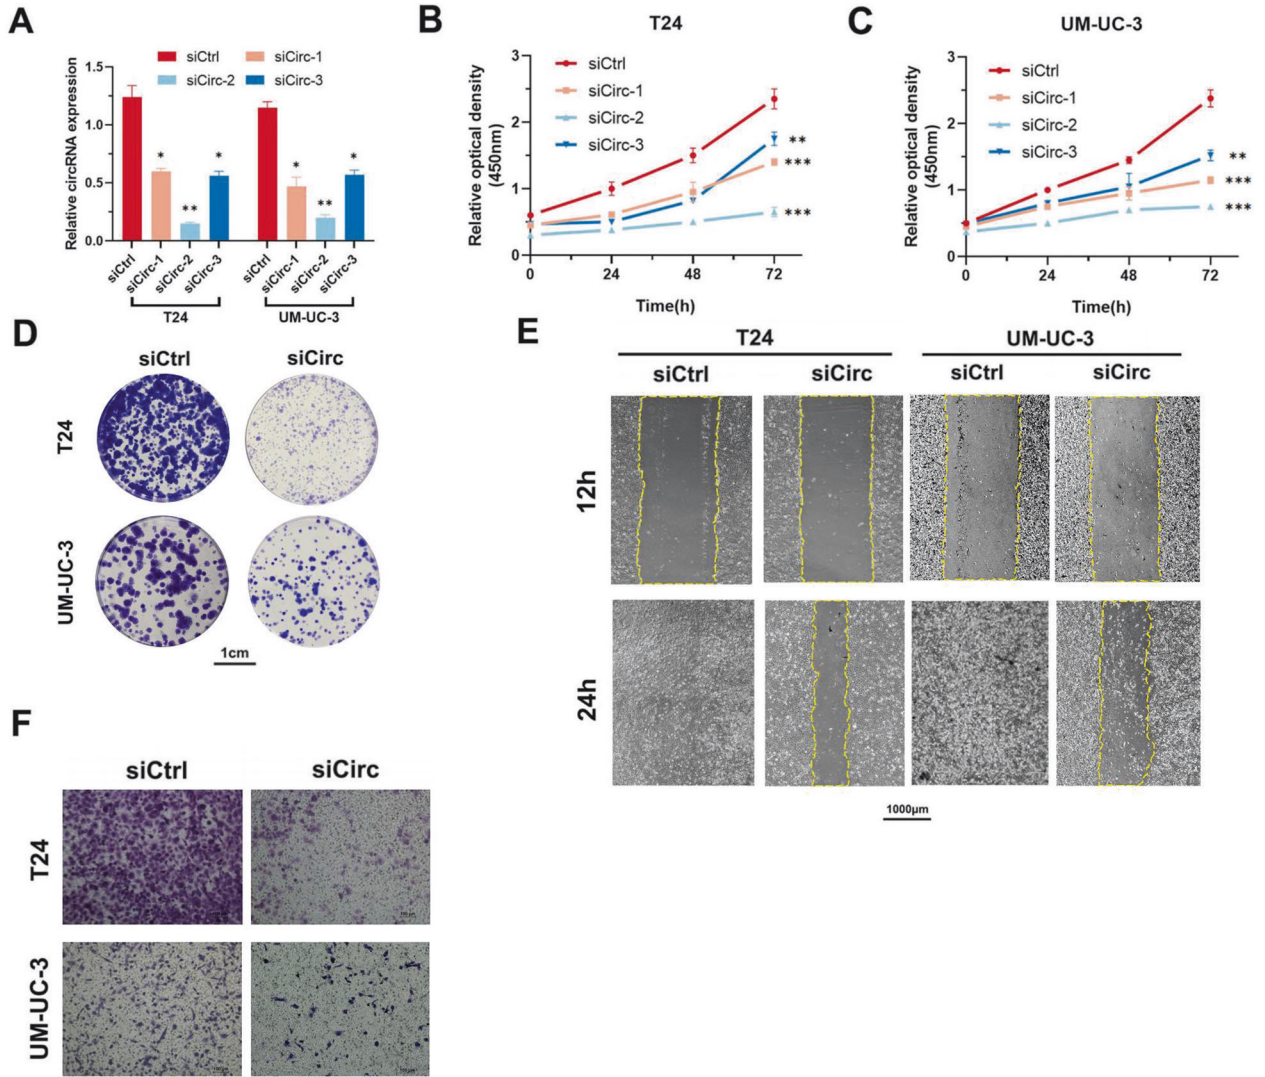 A
siCtrl
siCirc-1
siCirc-2
siCirc-3
Relative circRNA expression
1.5
1.0
0.5
0.0
*
**
*
*
**
*
siCtrl
siCirc-1
siCirc-2
siCirc-3
siCtrl
siCirc-1
siCirc-2
siCirc-3
T24
UM-UC-3
B
T24
siCtrl
siCirc-1
siCirc-2
siCirc-3
Relative optical density
(450nm)
3
2
1
0
**
***
***
0
24
48
72
Time(h)
C
UM-UC-3
siCtrl
siCirc-1
siCirc-2
siCirc-3
Relative optical density
(450nm)
3
2
1
0
**
***
***
0
24
48
72
Time(h)
D
siCtrl
siCirc
T24
UM-UC-3
1cm
E
T24
UM-UC-3
siCtrl
siCirc
siCtrl
siCirc
12h
24h
1000μm
F
siCtrl
siCirc
T24
UM-UC-3